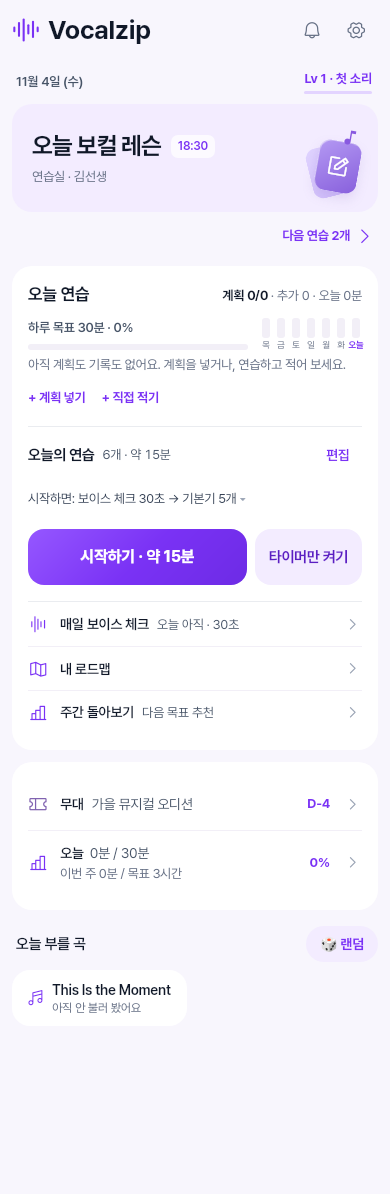 Vocalzip
11월 4일 (수)
Lv 1 · 첫 소리
오늘 보컬 레슨 18:30
연습실 · 김선생
다음 연습 2개
오늘 연습
계획 0/0 · 추가 0 · 오늘 0분
하루 목표 30분 · 0%
목 금 토 일 월 화 오늘
아직 계획도 기록도 없어요. 계획을 넣거나, 연습하고 적어 보세요.
+ 계획 넣기 + 직접 적기
오늘의 연습 6개 · 약 15분
편집
시작하면: 보이스 체크 30초 → 기본기 5개
시작하기 · 약 15분
타이머만 켜기
매일 보이스 체크 오늘 아직 · 30초
내 로드맵
주간 돌아보기 다음 목표 추천
무대 가을 뮤지컬 오디션 D-4
오늘 0분 / 30분
이번 주 0분 / 목표 3시간
0%
오늘 부를 곡
랜덤
This Is the Moment
아직 안 불러 봤어요